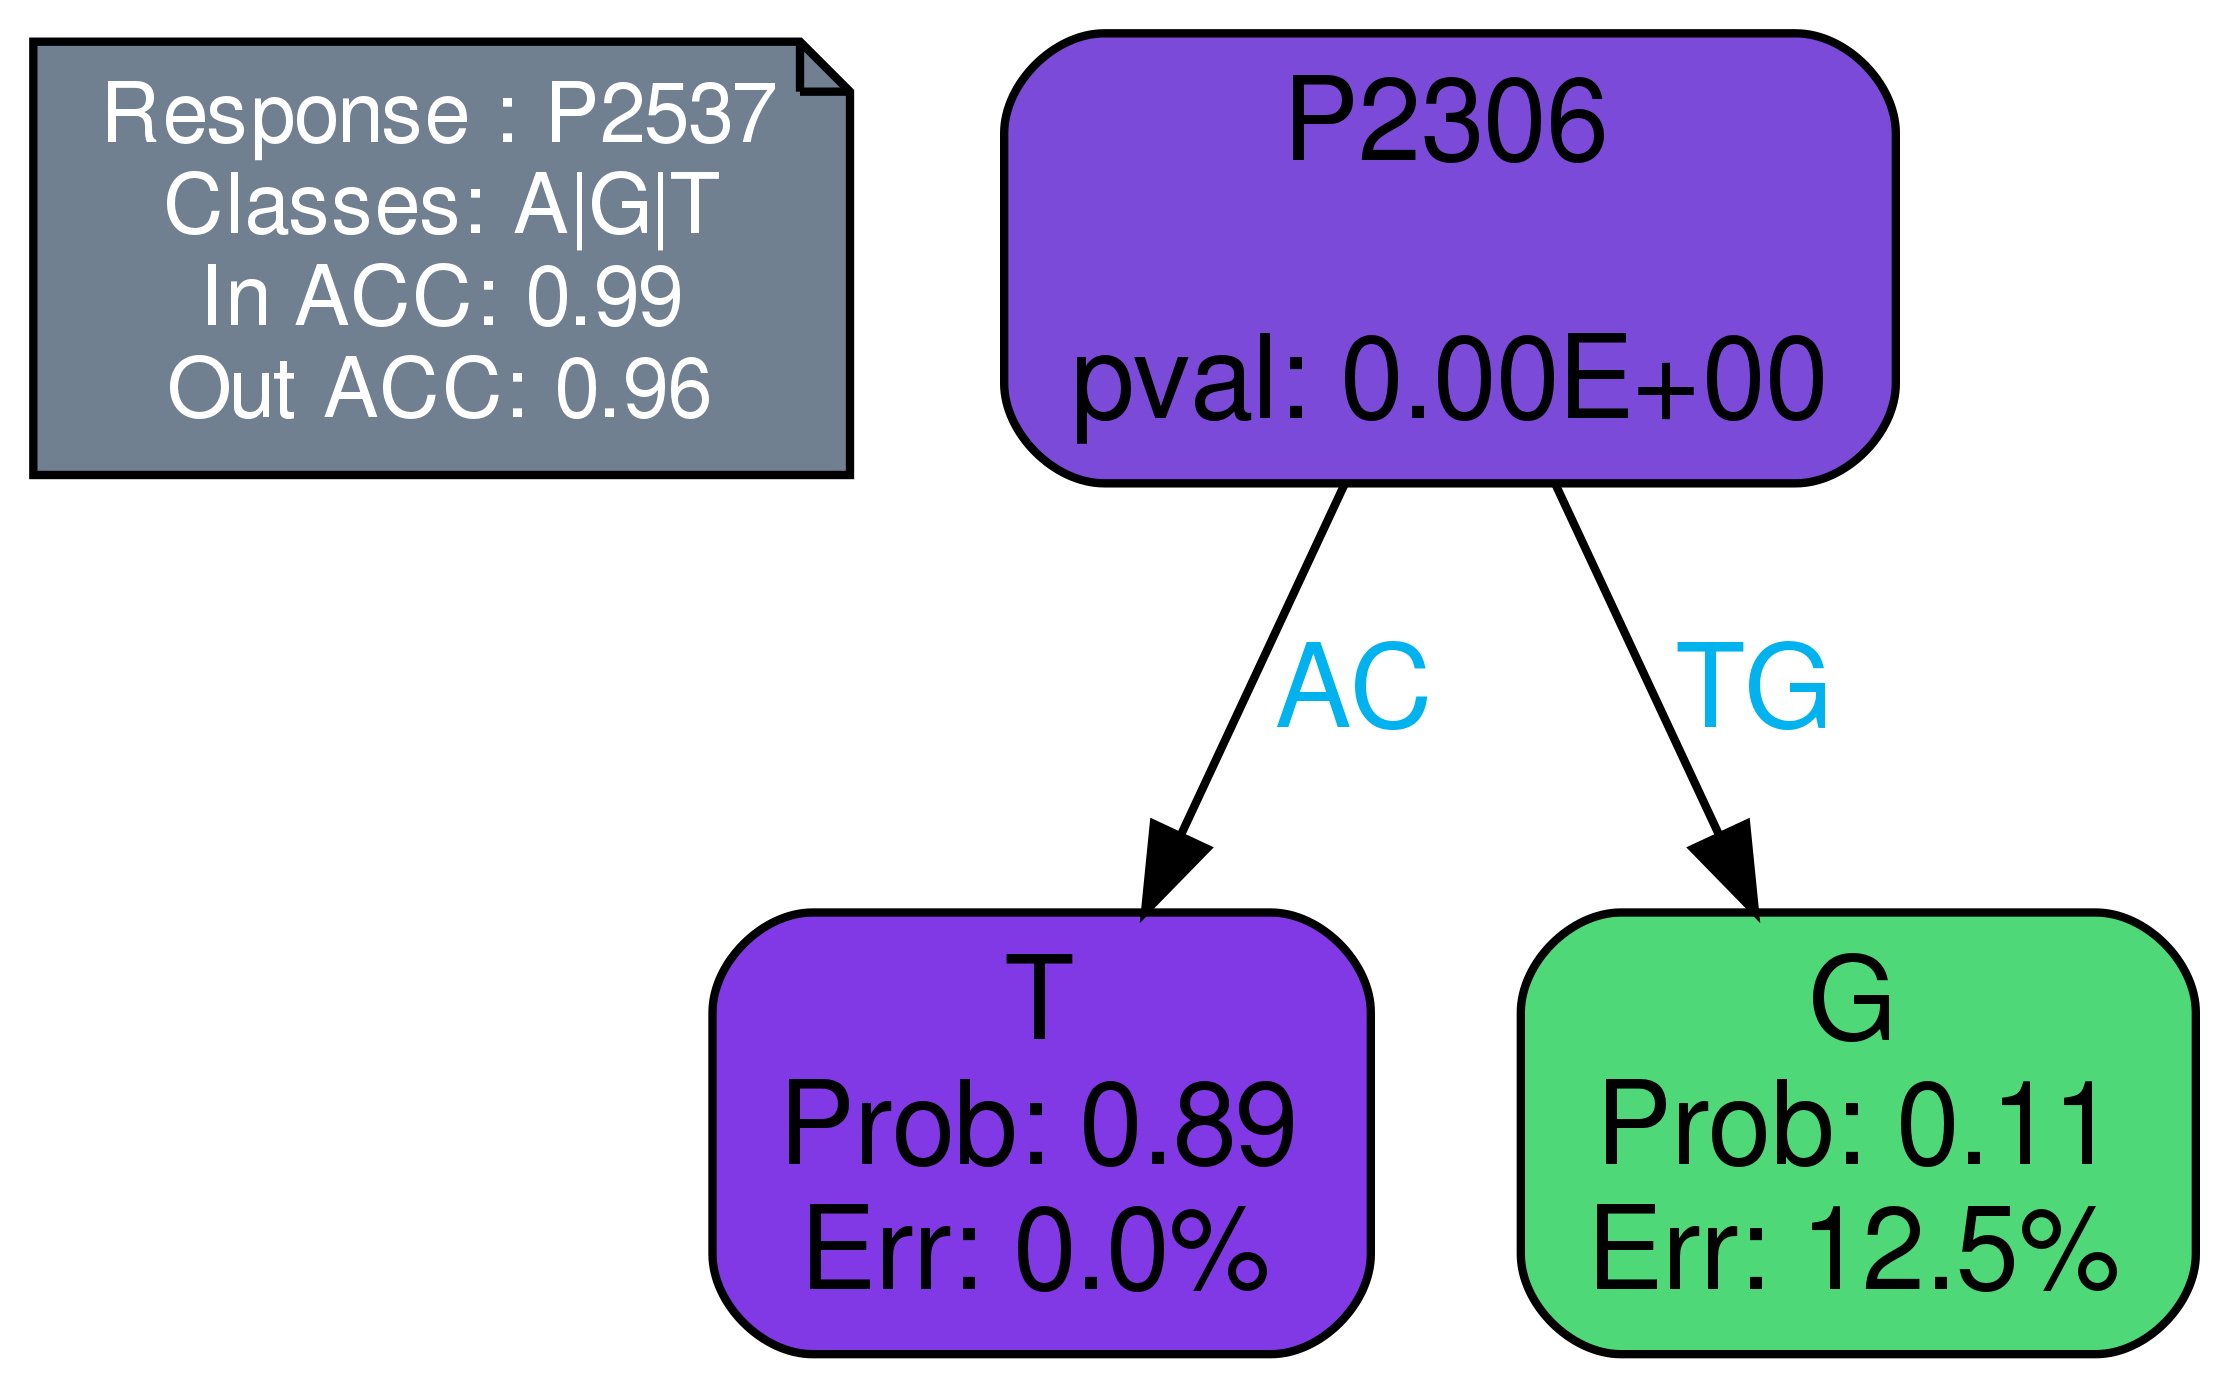 Response : P2537
Classes: A|G|T
In ACC: 0.99
Out ACC: 0.96
P2306
pval: 0.00E+00
AC
TG
T
Prob: 0.89
Err: 0.0%
G
Prob: 0.11
Err: 12.5%